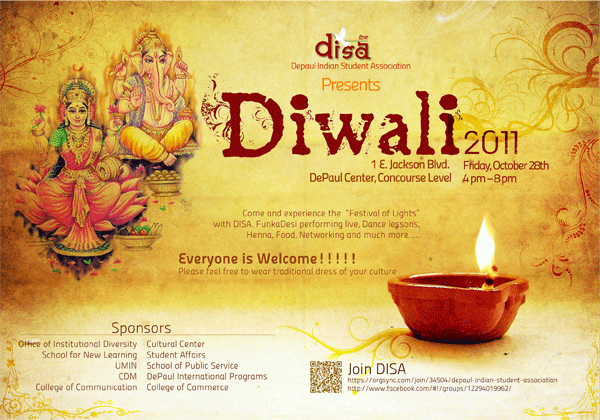 disa
Depaul Indian Student Association
Presents
Diwali 2011
1 E. Jackson Blvd.
DePaul Center, Concourse Level
Friday, October 28th
4 pm – 8 pm
Come and experience the "Festival of Lights"
with DISA. FunkaDesi performing live, Dance lessons,
Henna, Food, Networking and much more......
Everyone is Welcome!!!!!
Please feel free to wear traditional dress of your culture
Sponsors
Office of Institutional Diversity
School for New Learning
UMIN
CDM
College of Communication
Cultural Center
Student Affairs
School of Public Service
DePaul International Programs
College of Commerce
Join DISA
https://orgsync.com/join/34504/depaul-indian-student-association
http://www.facebook.com/#!/groups/12294019962/